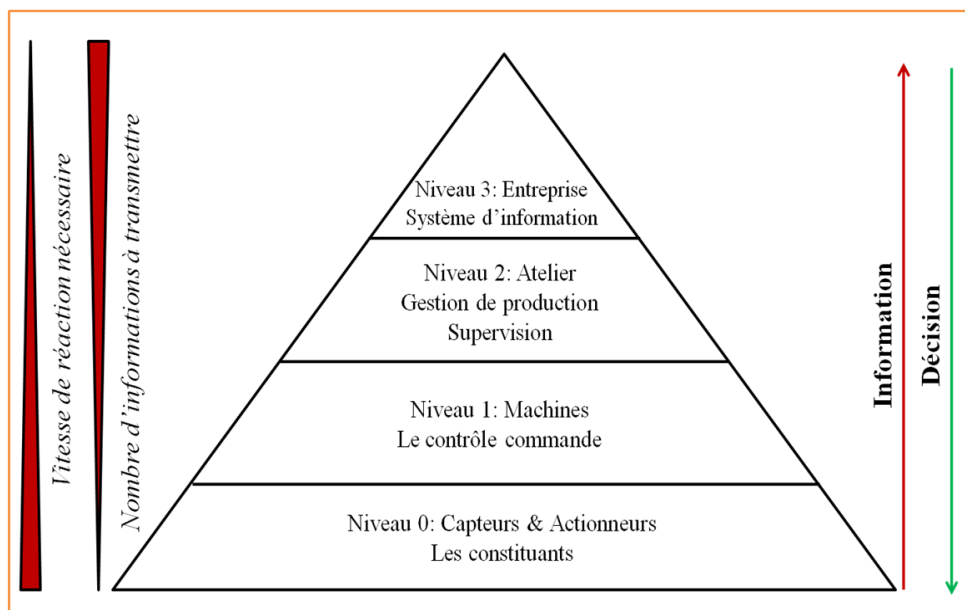 Vitesse de réaction nécessaire
Nombre d’informations à transmettre
Niveau 3: Entreprise
Système d’information
Niveau 2: Atelier
Gestion de production
Supervision
Niveau 1: Machines
Le contrôle commande
Niveau 0: Capteurs & Actionneurs
Les constituants
Information
Décision